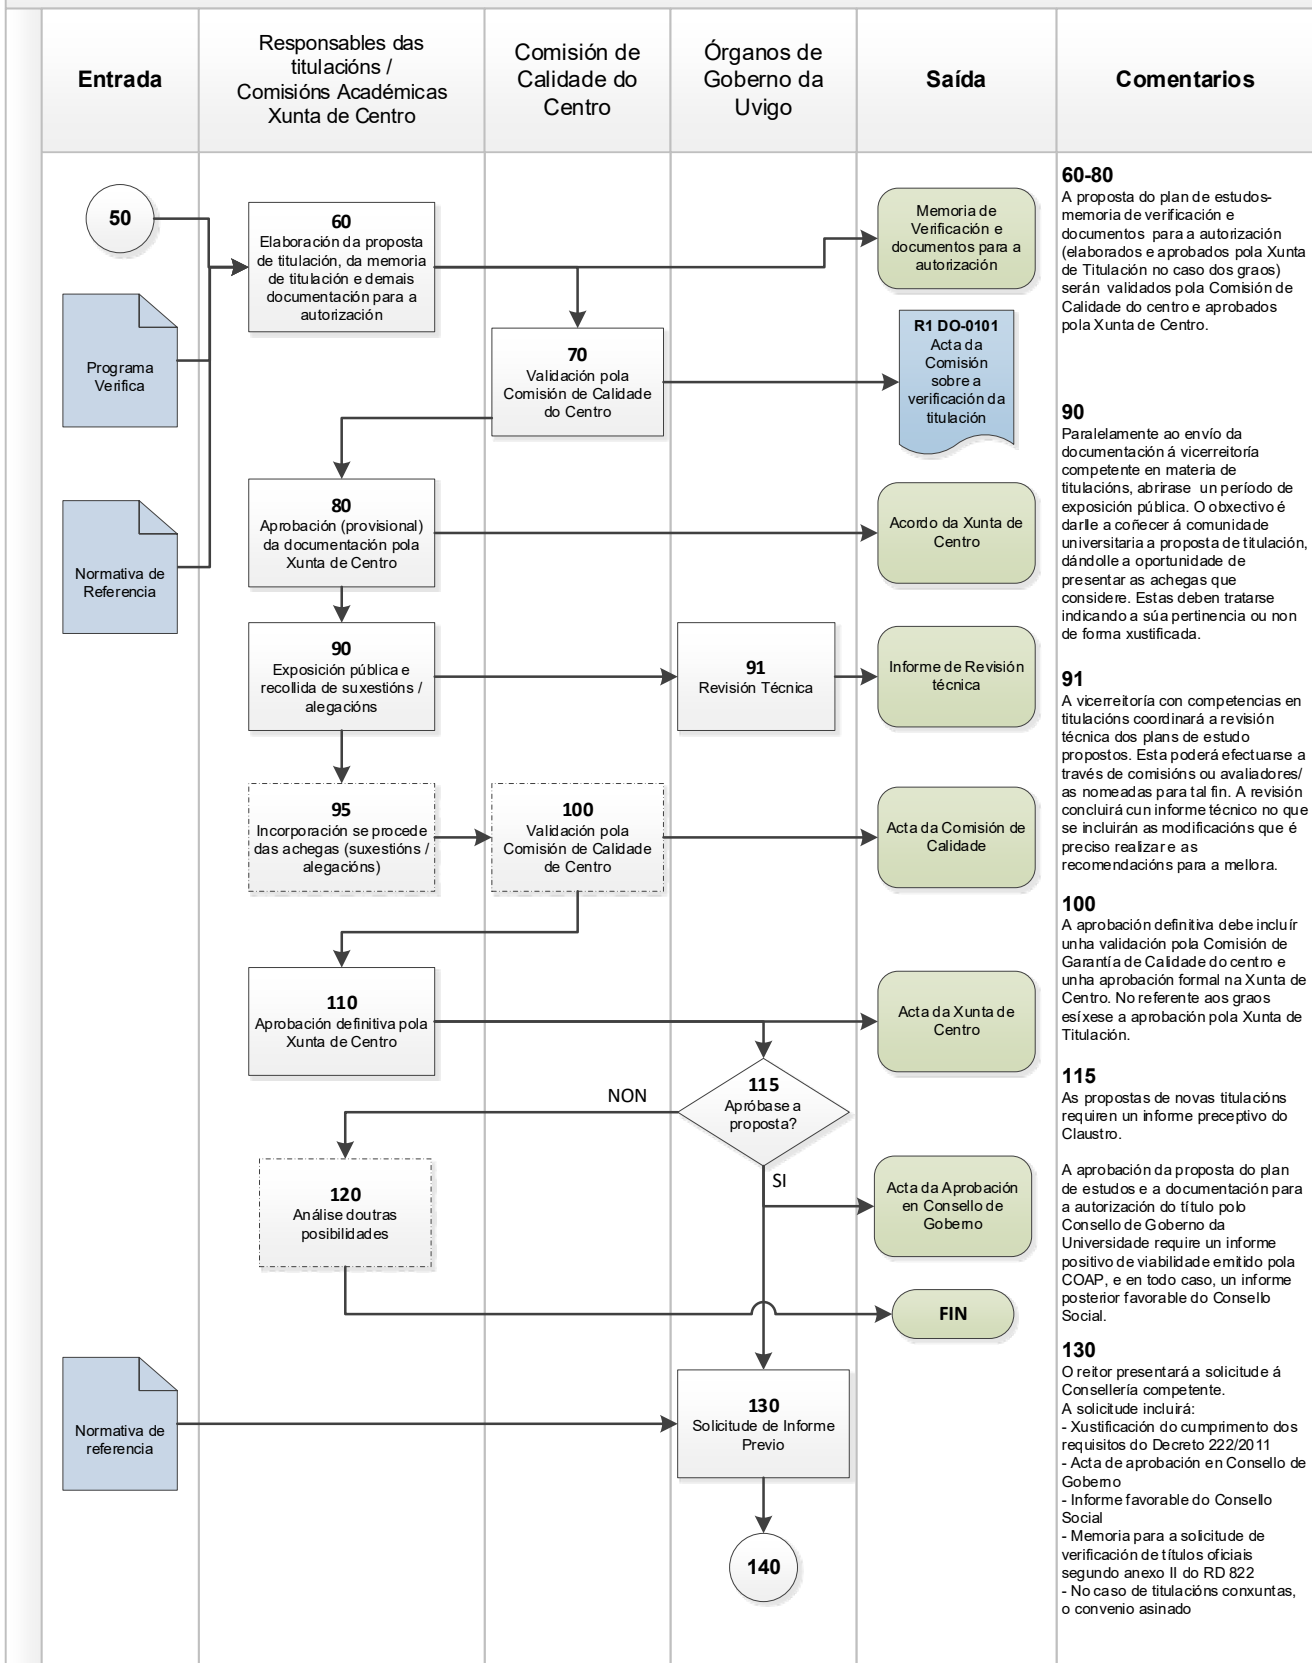 Entrada
Responsables das
titulacións /
Comisións Académicas
Xunta de Centro
Comisión de
Calidade do
Centro
Órganos de
Goberno da
Uvigo
Saída
Comentarios
50
Programa
Verifica
Normativa de
Referencia
60
Elaboración da proposta
de titulación, da memoria
de titulación e demais
documentación para a
autorización
Memoria de
Verificación e
documentos para a
autorización
70
Validación pola
Comisión de Calidade
do Centro
R1 DO-0101
Acta da
Comisión
sobre a
verificación da
titulación
80
Aprobación (provisional)
da documentación pola
Xunta de Centro
Acordo da Xunta de
Centro
90
Exposición pública e
recollida de suxestións /
alegacións
91
Revisión Técnica
Informe de Revisión
técnica
95
Incorporación se procede
das achegas (suxestións /
alegacións)
100
Validación pola
Comisión de Calidade
de Centro
Acta da Comisión de
Calidade
110
Aprobación definitiva pola
Xunta de Centro
Acta da Xunta de
Centro
115
Apróbase a
proposta?
NON
SI
120
Análise doutras
posibilidades
Acta da Aprobación
en Consello de
Goberno
FIN
Normativa de
referencia
130
Solicitude de Informe
Previo
140
60-80
A proposta do plan de estudos-
memoria de verificación e
documentos para a autorización
(elaborados e aprobados pola Xunta
de Titulación no caso dos graos)
serán validados pola Comisión de
Calidade do centro e aprobados
pola Xunta de Centro.
90
Paralelamente ao envío da
documentación á vicerreitoría
competente en materia de
titulacións, abrirase un período de
exposición pública. O obxectivo é
darlle a coñecer á comunidade
universitaria a proposta de titulación,
dándolle a oportunidade de
presentar as achegas que
considere. Estas deben tratarse
indicando a súa pertinencia ou non
de forma xustificada.
91
A vicerreitoría con competencias en
titulacións coordinará a revisión
técnica dos plans de estudo
propostos. Esta poderá efectuarse a
través de comisións ou avaliadores/
as nomeadas para tal fin. A revisión
concluirá cun informe técnico no que
se incluirán as modificacións que é
preciso realizar e as
recomendacións para a mellora.
100
A aprobación definitiva debe incluír
unha validación pola Comisión de
Garantía de Calidade do centro e
unha aprobación formal na Xunta de
Centro. No referente aos graos
esíxese a aprobación pola Xunta de
Titulación.
115
As propostas de novas titulacións
requiren un informe preceptivo do
Claustro.
A aprobación da proposta do plan
de estudos e a documentación para
a autorización do título polo
Consello de Goberno da
Universidade require un informe
positivo de viabilidade emitido pola
COAP, e en todo caso, un informe
posterior favorable do Consello
Social.
130
O reitor presentará a solicitude á
Consellería competente.
A solicitude incluirá:
- Xustificación do cumprimento dos
requisitos do Decreto 222/2011
- Acta de aprobación en Consello de
Goberno
- Informe favorable do Consello
Social
- Memoria para a solicitude de
verificación de títulos oficiais
segundo anexo II do RD 822
- No caso de titulacións conxuntas,
o convenio asinado